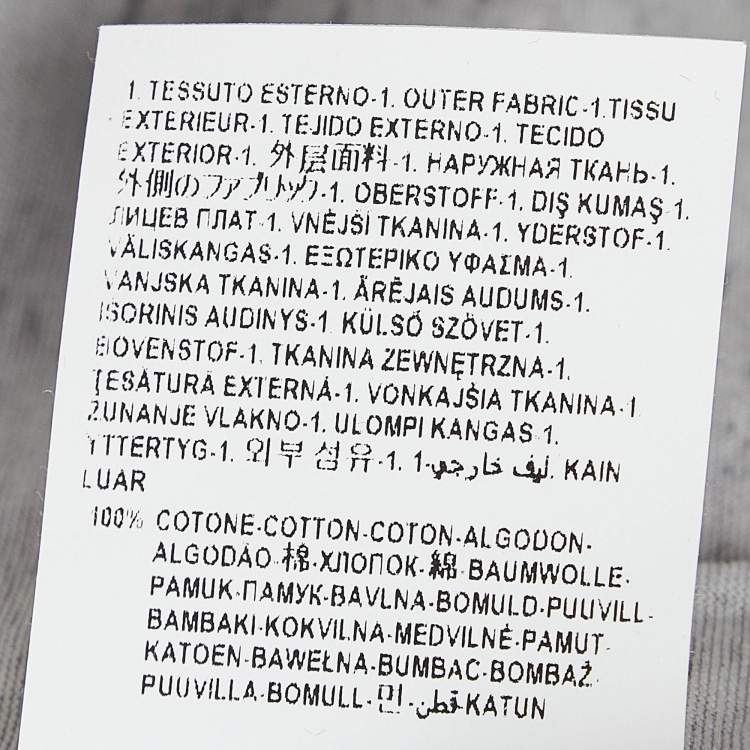 1. TESSUTO ESTERNO-1. OUTER FABRIC-1.TISSU
EXTERIEUR-1. TEJIDO EXTERNO-1. TECIDO
EXTERIOR-1. 外层面料-1. НАРУЖНАЯ ТКАНЬ-1.
外側のファブリック-1. OBERSTOFF-1. DIŞ KUMAŞ-1.
ЛИЦЕВ ПЛАТ-1. VNĚJŠÍ TKANINA-1. YDERSTOF-1.
VÄLISKANGAS-1. ΕΞΩΤΕΡΙΚΟ ΥΦΑΣΜΑ-1.
VANJSKA TKANINA-1. ĀRĒJAIS AUDUMS-1.
IŠORINIS AUDINYS-1. KÜLSŐ SZÖVET-1.
BOVENSTOF-1. TKANINA ZEWNĘTRZNA-1.
ȚESĂTURĂ EXTERNĂ-1. VONKAJŠIA TKANINA-1.
ZUNANJE VLAKNO-1. ULOMPI KANGAS-1.
YTTERTYG-1. 외부 섬유-1. 1-ليف خارجي. KAIN
LUAR
100% COTONE-COTTON-COTON-ALGODON-
ALGODÃO-棉-ХЛОПОК-綿-BAUMWOLLE-
PAMUK-ПАМУК-BAVLNA-BOMULD-PUUVILL-
BAMBAKI-KOKVILNA-MEDVILNĖ-PAMUT-
KATOEN-BAWEŁNA-BUMBAC-BOMBAŽ-
PUUVILLA-BOMULL-면-قطن-KATUN